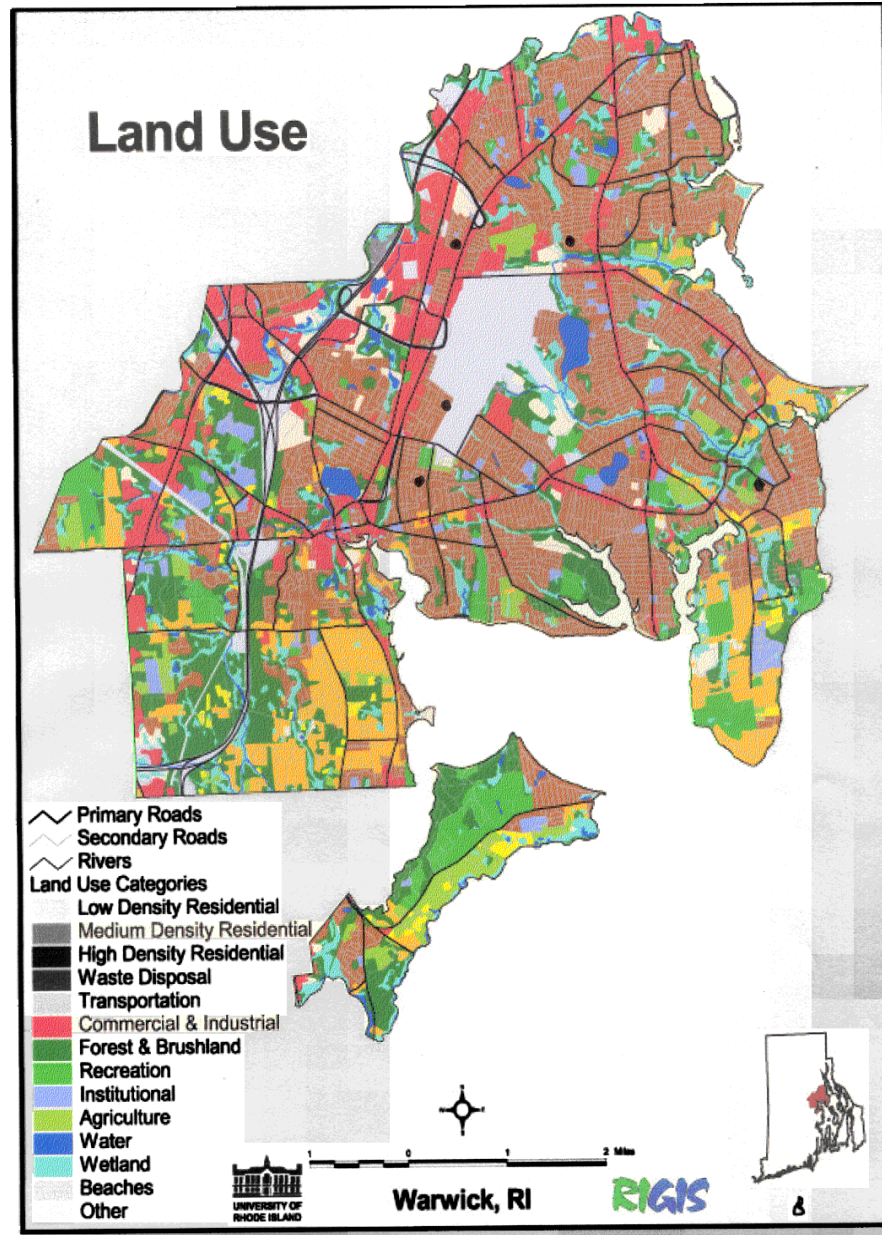 Land Use
Primary Roads
Secondary Roads
Rivers
Land Use Categories
Low Density Residential
Medium Density Residential
High Density Residential
Waste Disposal
Transportation
Commercial & Industrial
Forest & Brushland
Recreation
Institutional
Agriculture
Water
Wetland
Beaches
Other
N
W E
S
1 0 1 2 Miles
UNIVERSITY OF
RHODE ISLAND
Warwick, RI
RIGIS
8